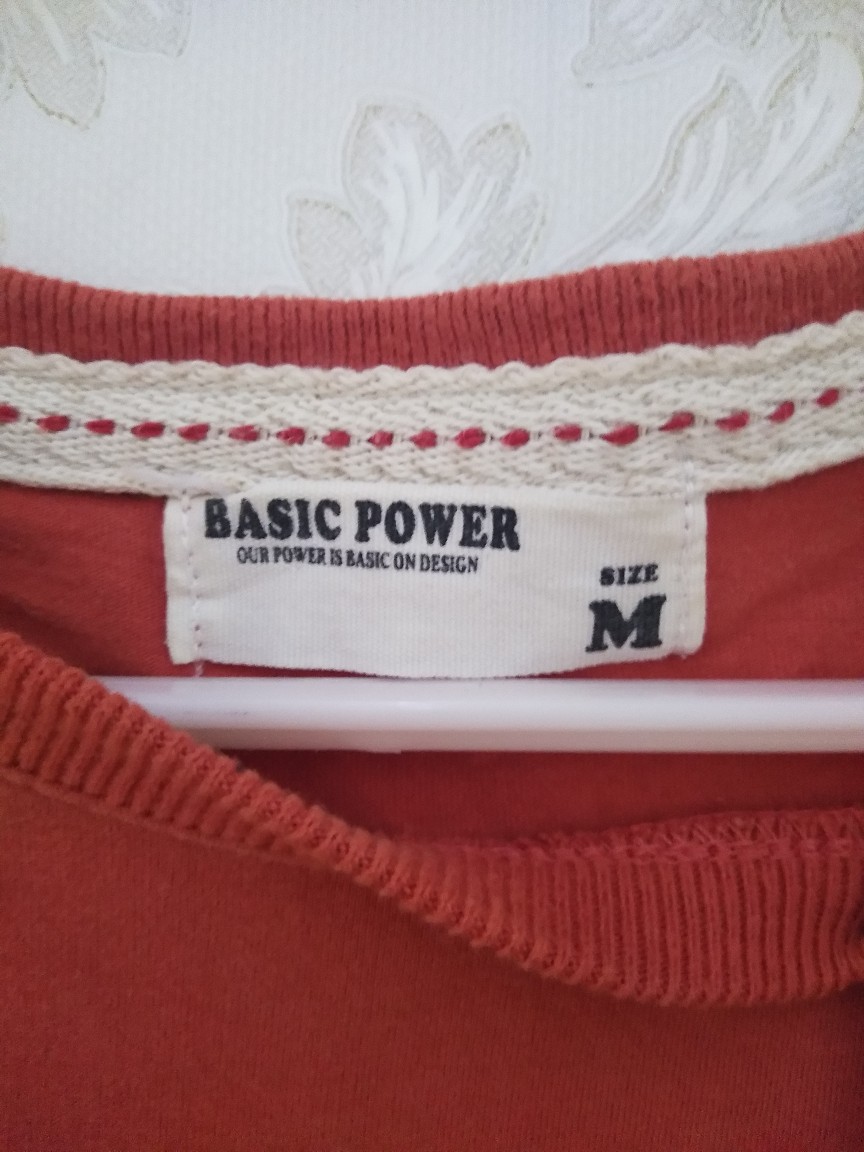 BASIC POWER
OUR POWER IS BASIC ON DESIGN
SIZE
M